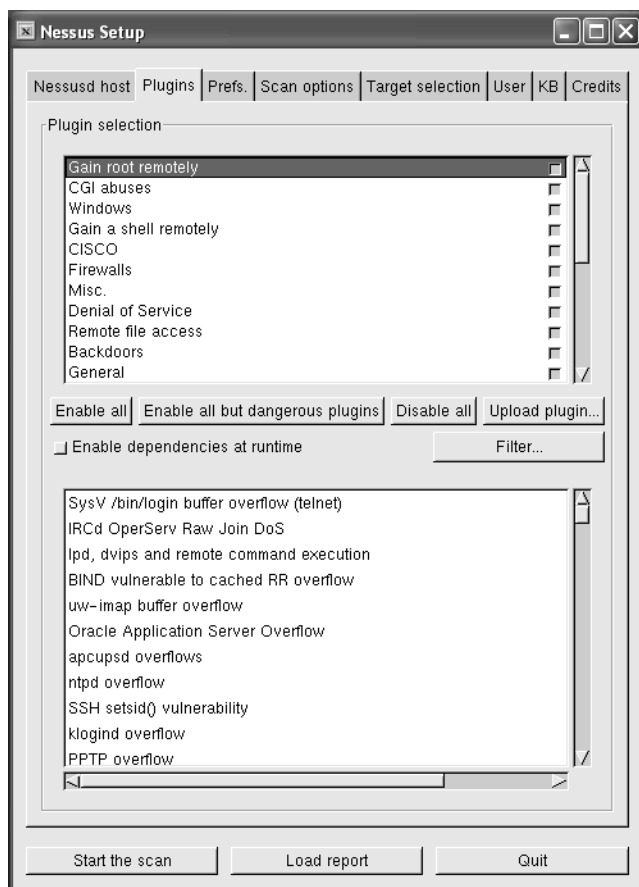 Nessus Setup
Nessusd host Plugins Prefs. Scan options Target selection User KB Credits
Plugin selection
Gain root remotely
CGI abuses
Windows
Gain a shell remotely
CISCO
Firewalls
Misc.
Denial of Service
Remote file access
Backdoors
General
Enable all Enable all but dangerous plugins Disable all Upload plugin...
Enable dependencies at runtime Filter...
SysV /bin/login buffer overflow (telnet)
IRCd OperServ Raw Join DoS
lpd, dvips and remote command execution
BIND vulnerable to cached RR overflow
uw-imap buffer overflow
Oracle Application Server Overflow
apcupsd overflows
ntpd overflow
SSH setsid() vulnerability
klogind overflow
PPTP overflow
Start the scan Load report Quit